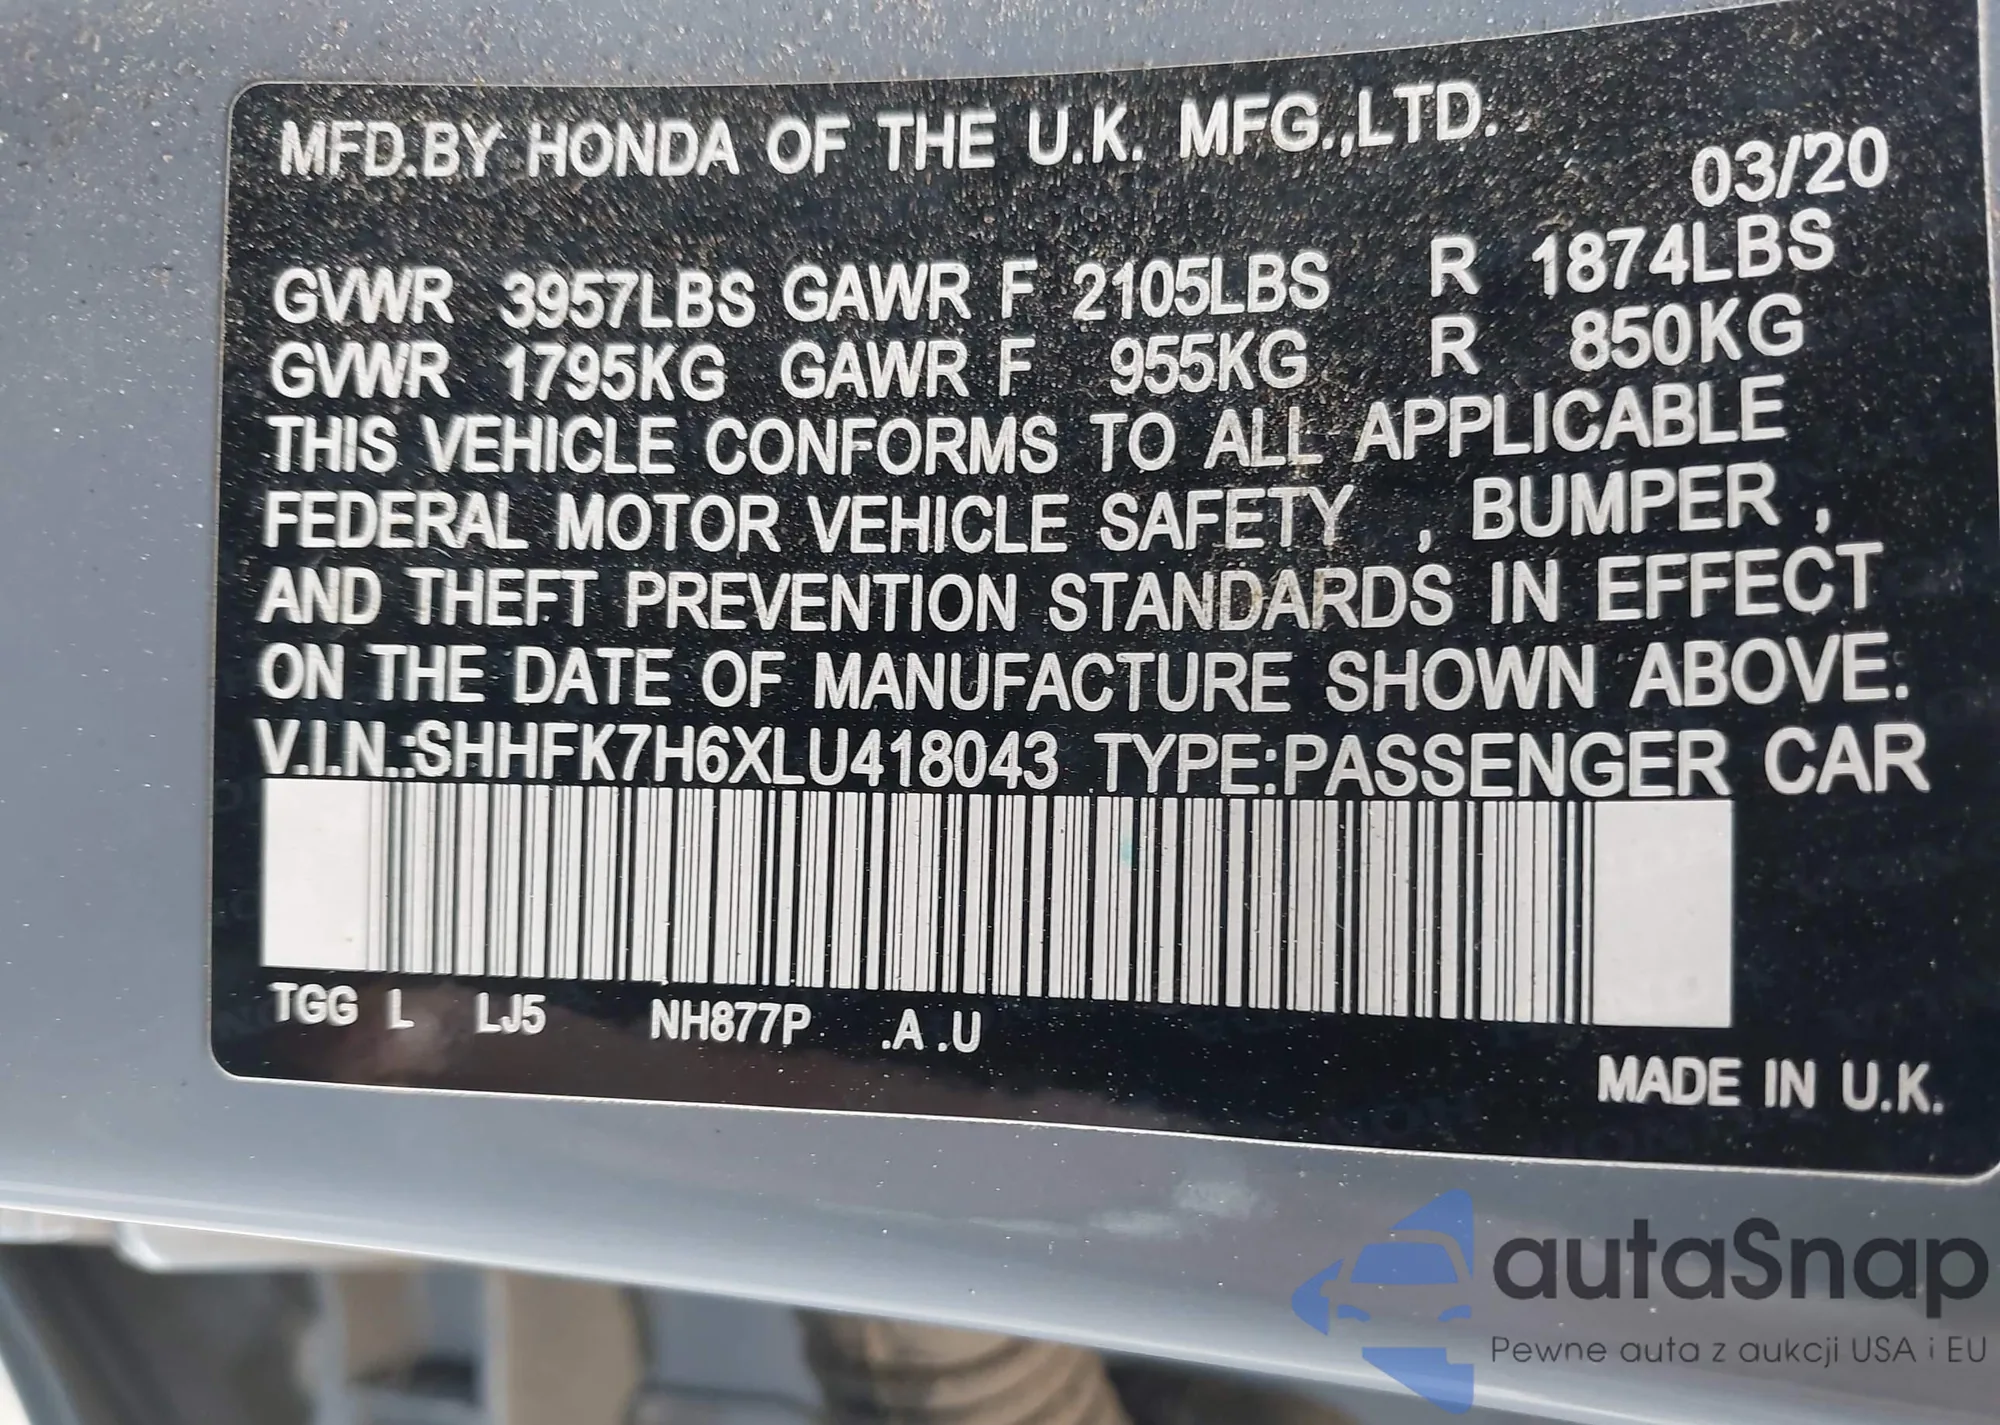 MFD.BY HONDA OF THE U.K. MFG.,LTD.
03/20
GVWR 3957LBS GAWR F 2105LBS R 1874LBS
GVWR 1795KG GAWR F 955KG R 850KG
THIS VEHICLE CONFORMS TO ALL APPLICABLE
FEDERAL MOTOR VEHICLE SAFETY , BUMPER ,
AND THEFT PREVENTION STANDARDS IN EFFECT
ON THE DATE OF MANUFACTURE SHOWN ABOVE.
V.I.N.:SHHFK7H6XLU418043 TYPE:PASSENGER CAR
TGG L LJ5 NH877P .A .U
MADE IN U.K.
autaSnap
Pewne auta z aukcji USA i EU